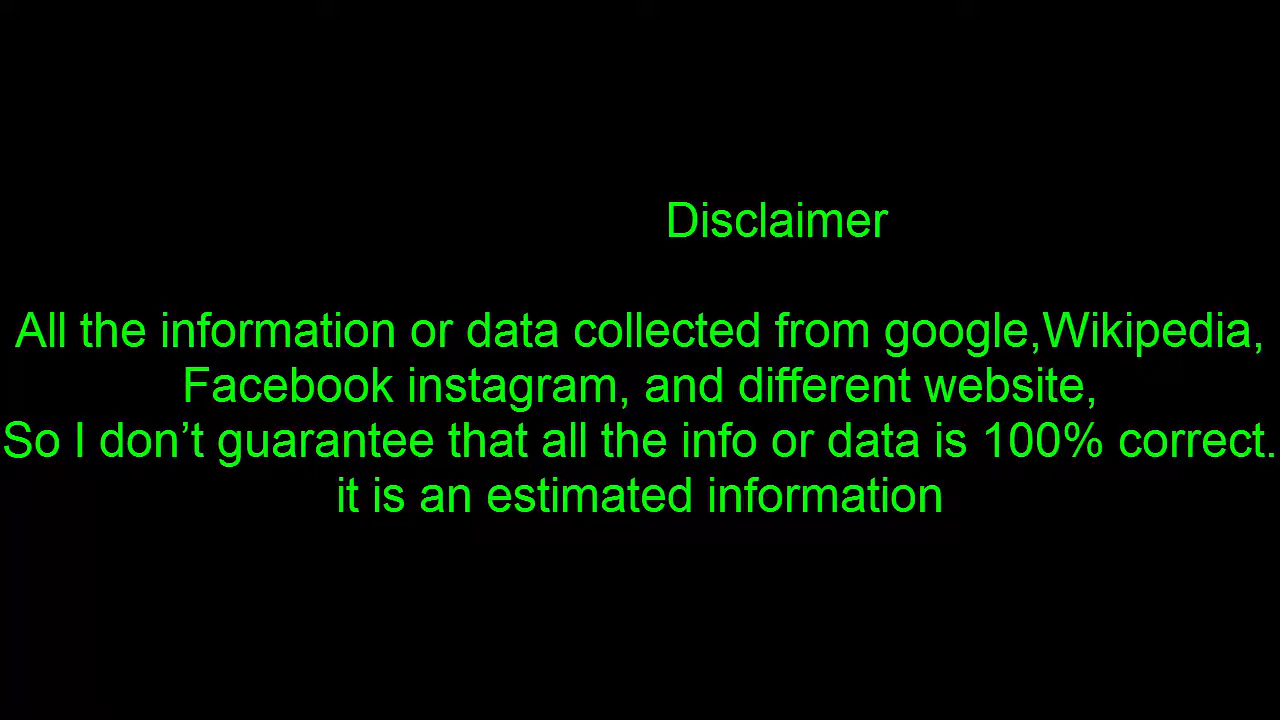 Disclaimer
All the information or data collected from google,Wikipedia,
Facebook instagram, and different website,
So I don’t guarantee that all the info or data is 100% correct.
it is an estimated information